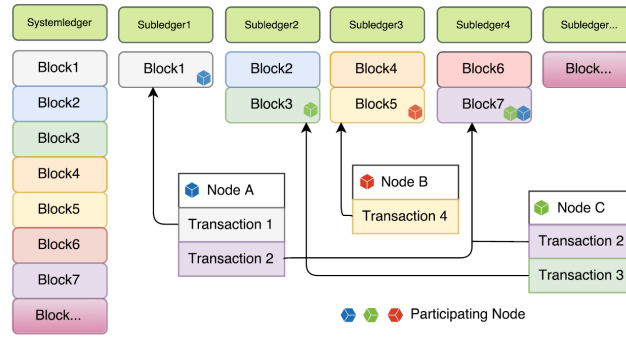 Systemledger
Subledger1
Subledger2
Subledger3
Subledger4
Subledger...
Block1
Block1
Block2
Block4
Block6
Block...
Block2
Block3
Block5
Block7
Block3
Block4
Block5
Block6
Block7
Block...
Node A
Transaction 1
Transaction 2
Node B
Transaction 4
Node C
Transaction 2
Transaction 3
Participating Node